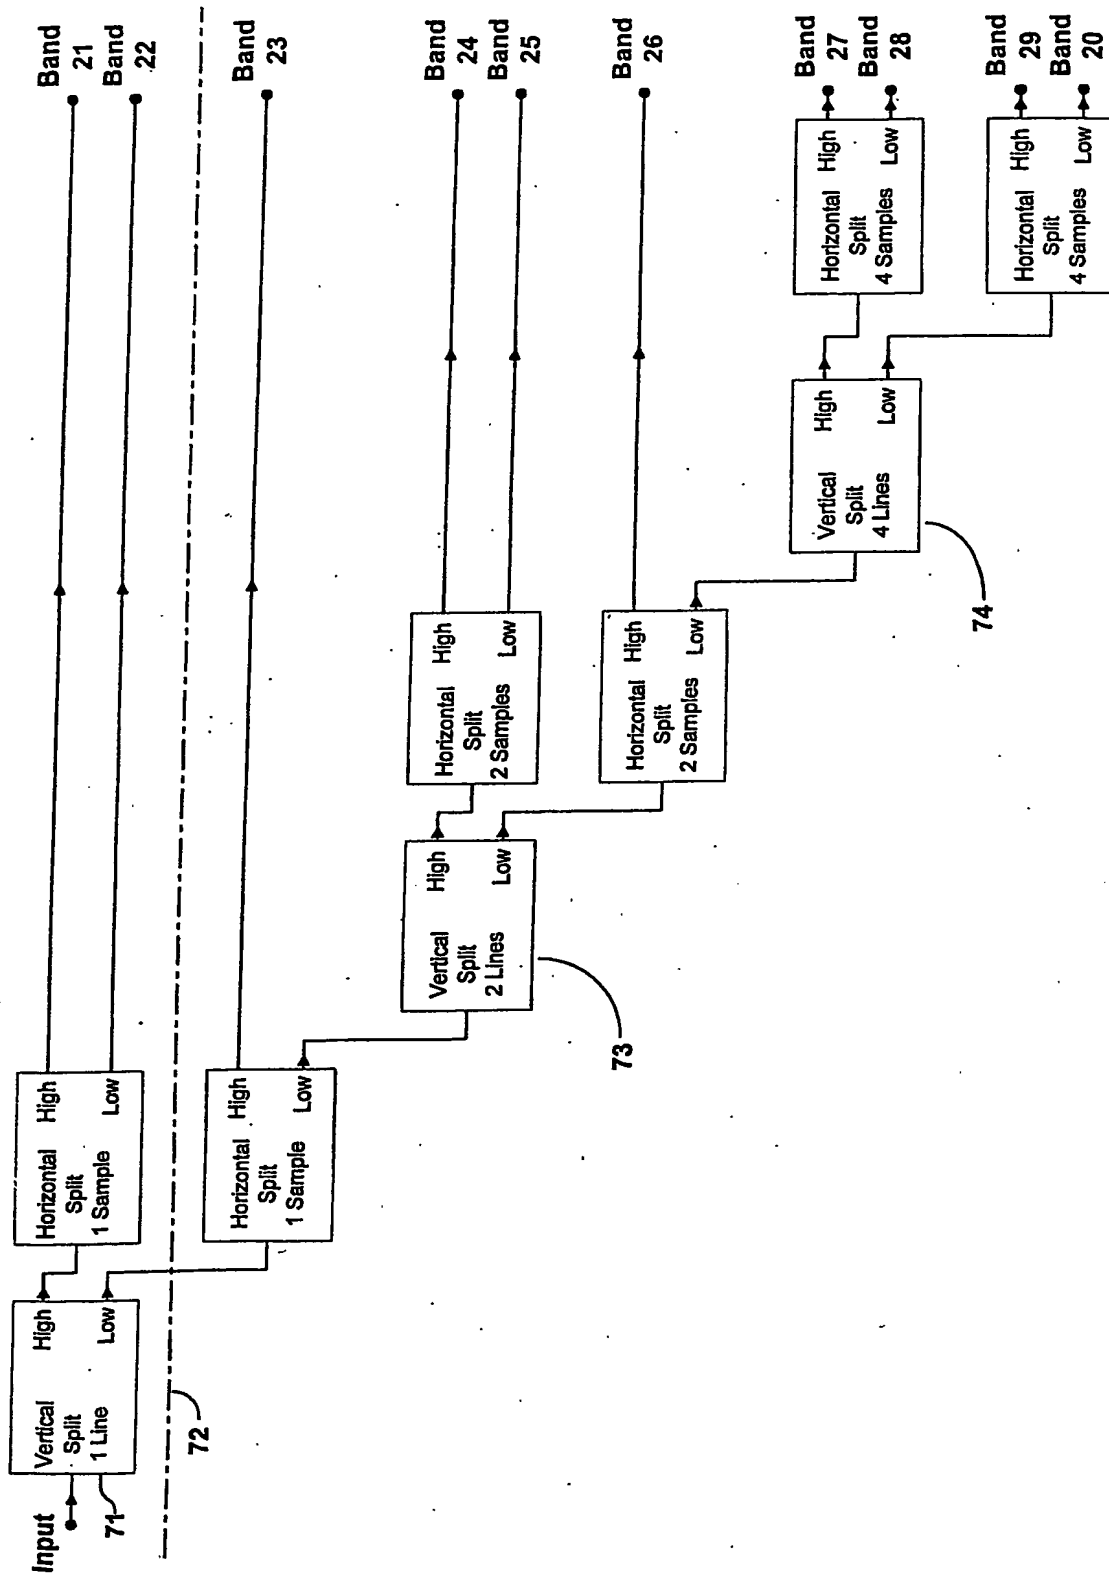 Input
71
Vertical
Split
1 Line
High
Low
72
Horizontal
Split
1 Sample
High
Low
Band
21
Band
22
Horizontal
Split
1 Sample
High
Low
Band
23
73
Vertical
Split
2 Lines
High
Low
Horizontal
Split
2 Samples
High
Low
Band
24
Band
25
Horizontal
Split
2 Samples
High
Low
Band
26
74
Vertical
Split
4 Lines
High
Low
Horizontal
Split
4 Samples
High
Low
Band
27
Band
28
Horizontal
Split
4 Samples
High
Low
Band
29
Band
20